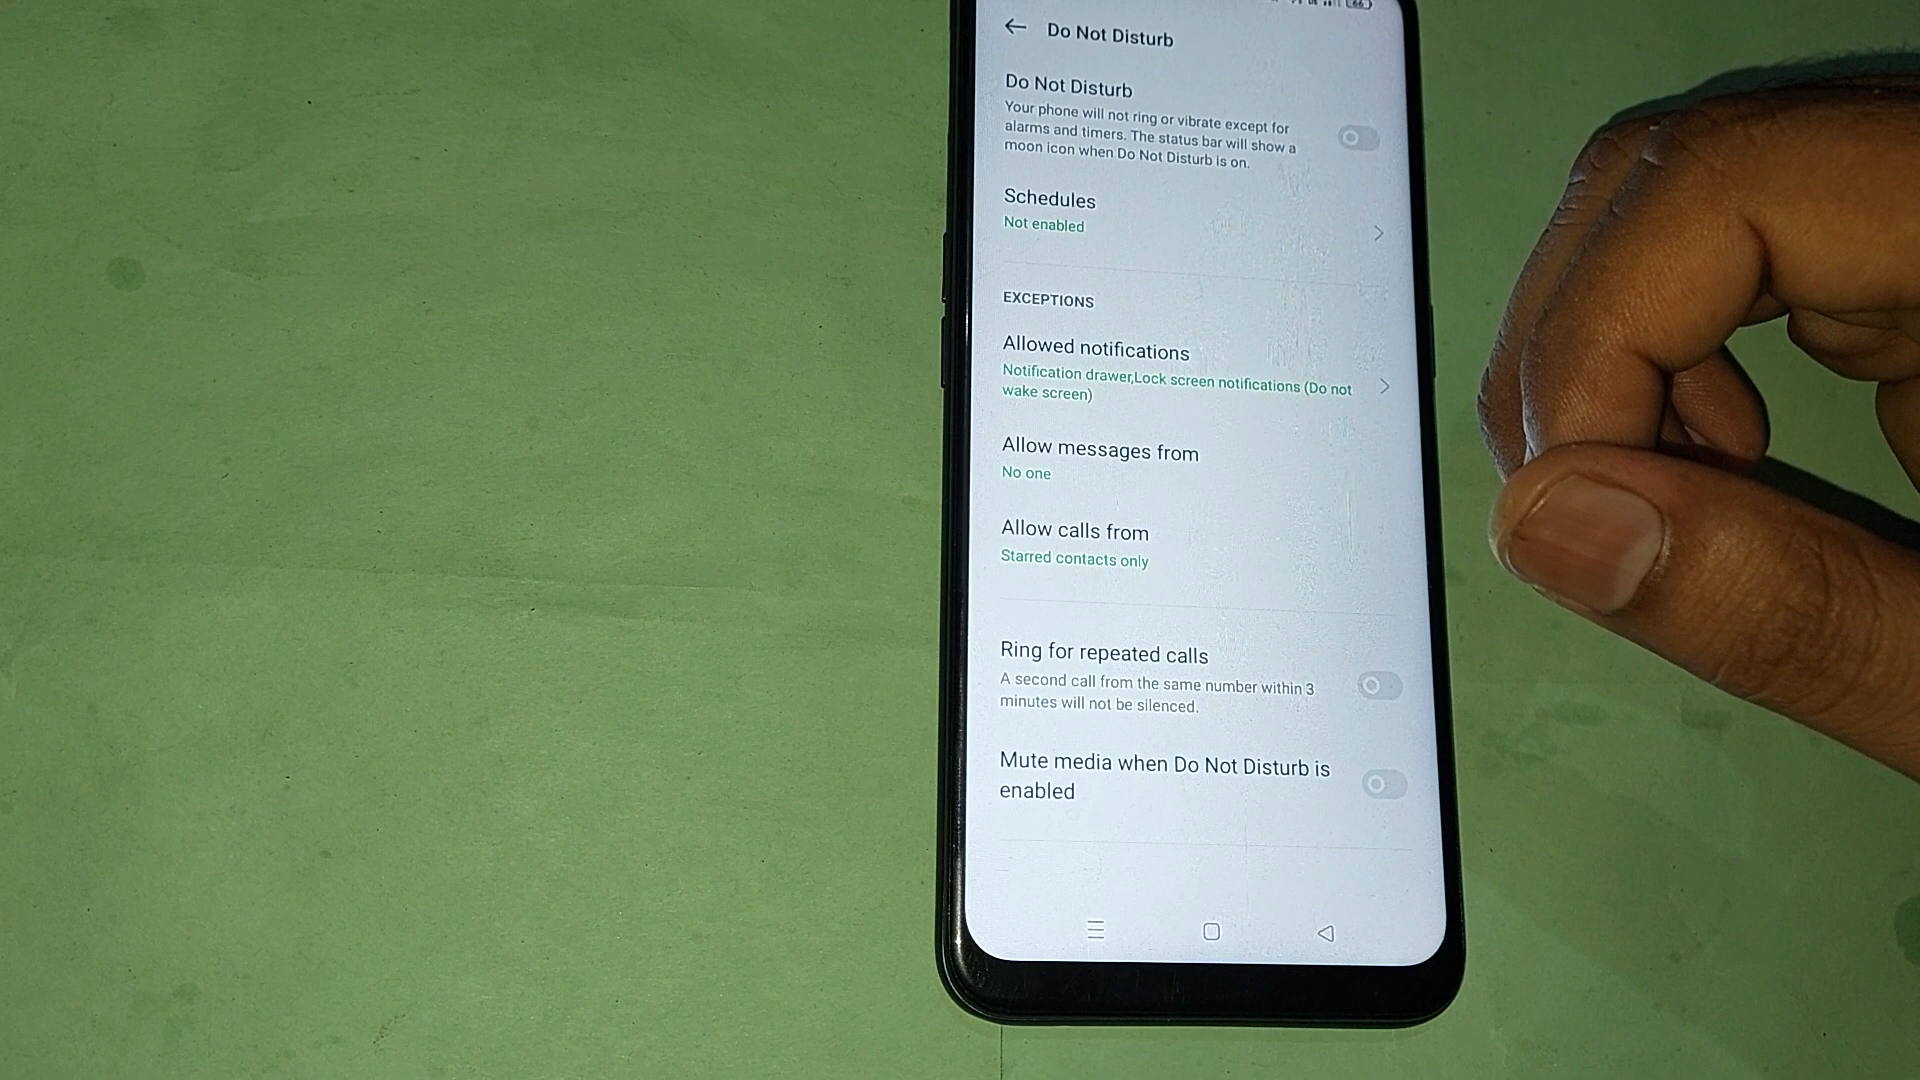 Do Not Disturb
Do Not Disturb
Your phone will not ring or vibrate except for
alarms and timers. The status bar will show a
moon icon when Do Not Disturb is on.
Schedules
Not enabled
EXCEPTIONS
Allowed notifications
Notification drawer,Lock screen notifications (Do not
wake screen)
Allow messages from
No one
Allow calls from
Starred contacts only
Ring for repeated calls
A second call from the same number within 3
minutes will not be silenced.
Mute media when Do Not Disturb is
enabled